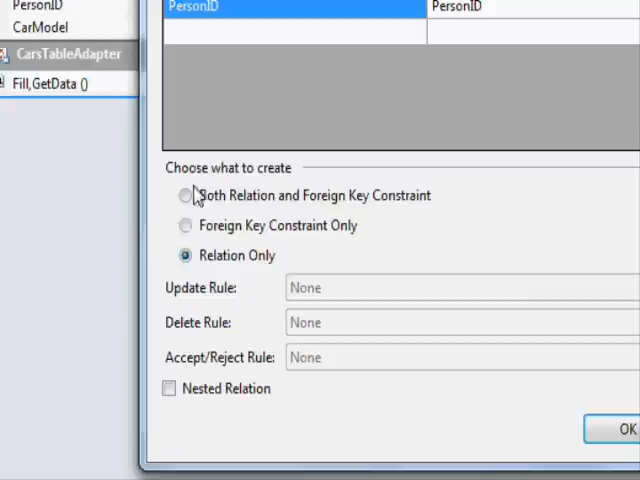 PersonID
CarModel
CarsTableAdapter
Fill,GetData ()
PersonID PersonID
Choose what to create
Both Relation and Foreign Key Constraint
Foreign Key Constraint Only
Relation Only
Update Rule: None
Delete Rule: None
Accept/Reject Rule: None
Nested Relation
OK